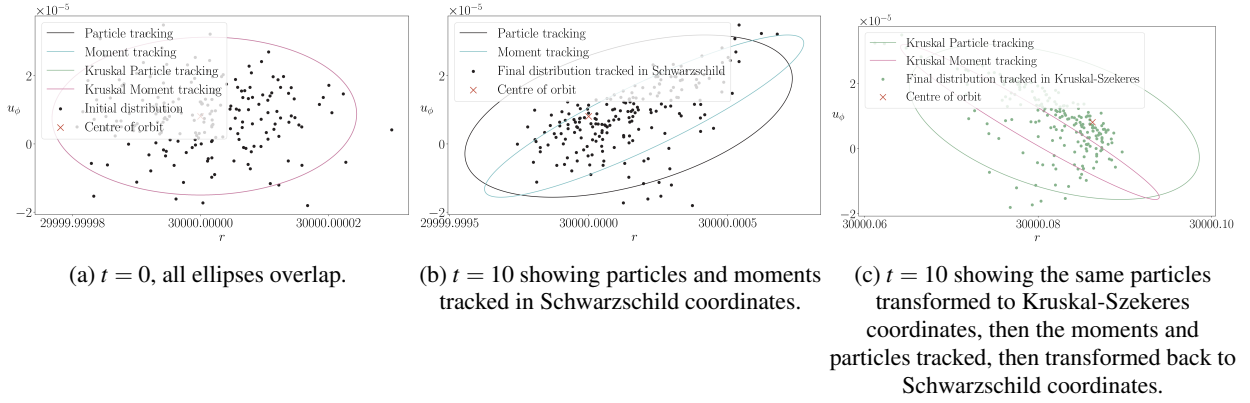 ×10⁻⁵
Particle tracking
Moment tracking
Kruskal Particle tracking
Kruskal Moment tracking
Initial distribution
Centre of orbit
2
0
−2
u_ϕ
29999.99998
30000.00000
30000.00002
r
(a) t = 0, all ellipses overlap.
×10⁻⁵
Particle tracking
Moment tracking
Final distribution tracked in Schwarzschild
Centre of orbit
2
0
−2
u_ϕ
29999.9995
30000.0000
30000.0005
r
(b) t = 10 showing particles and moments
tracked in Schwarzschild coordinates.
×10⁻⁵
Kruskal Particle tracking
Kruskal Moment tracking
Final distribution tracked in Kruskal-Szekeres
Centre of orbit
2
0
−2
u_ϕ
30000.06
30000.08
30000.10
r
(c) t = 10 showing the same particles
transformed to Kruskal-Szekeres
coordinates, then the moments and
particles tracked, then transformed back to
Schwarzschild coordinates.